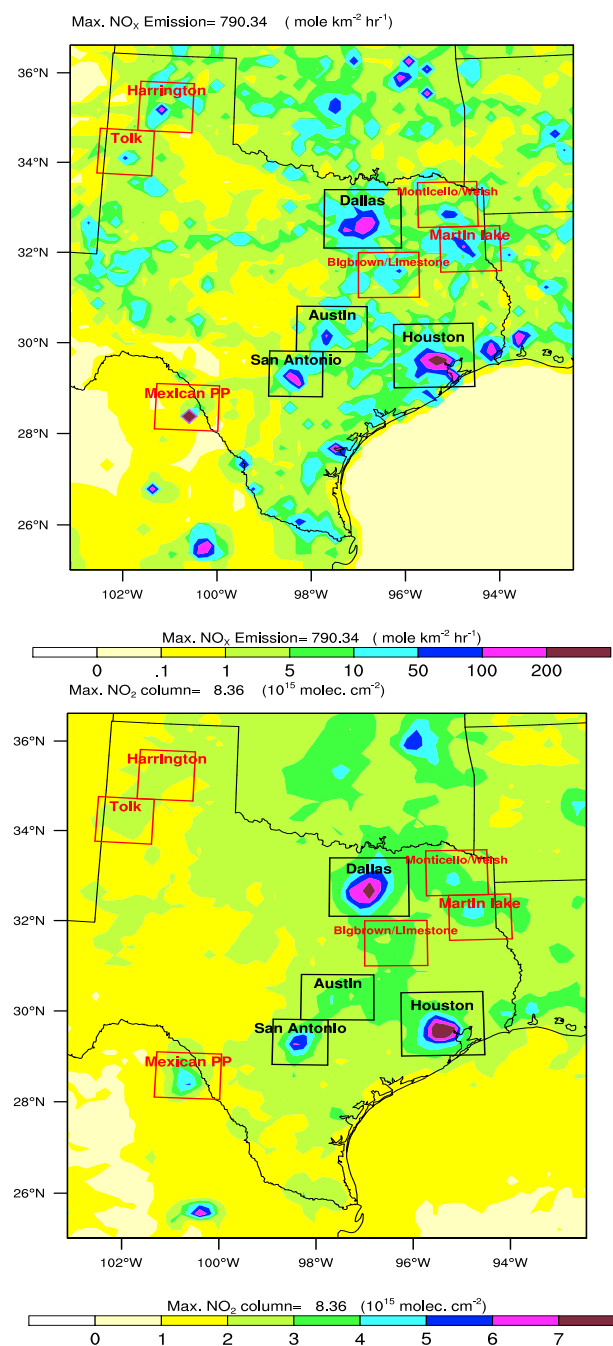 Max. NOX Emission= 790.34 ( mole km-2 hr-1)
36°N
Harrington
Tolk
34°N
Monticello/Welsh
Dallas
Martin lake
32°N
Bigbrown/Limestone
Austin
30°N
Houston
San Antonio
Mexican PP
28°N
26°N
102°W 100°W 98°W 96°W 94°W
Max. NOX Emission= 790.34 ( mole km-2 hr-1)
0 .1 1 5 10 50 100 200
Max. NO2 column= 8.36 (1015 molec. cm-2)
36°N
Harrington
Tolk
34°N
Monticello/Welsh
Dallas
Martin lake
32°N
Bigbrown/Limestone
Austin
Houston
30°N
San Antonio
Mexican PP
28°N
26°N
102°W 100°W 98°W 96°W 94°W
Max. NO2 column= 8.36 (1015 molec. cm-2)
0 1 2 3 4 5 6 7